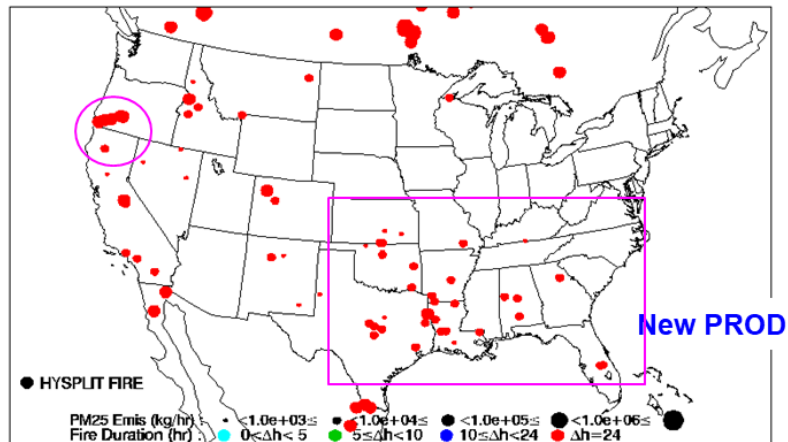 New PROD
HYSPLIT FIRE
PM25 Emis (kg/hr) <1.0e+03≤ <1.0e+04≤ <1.0e+05≤ <1.0e+06≤
Fire Duration (hr) 0<Δh<5 5≤Δh<10 10≤Δh<24 Δh=24